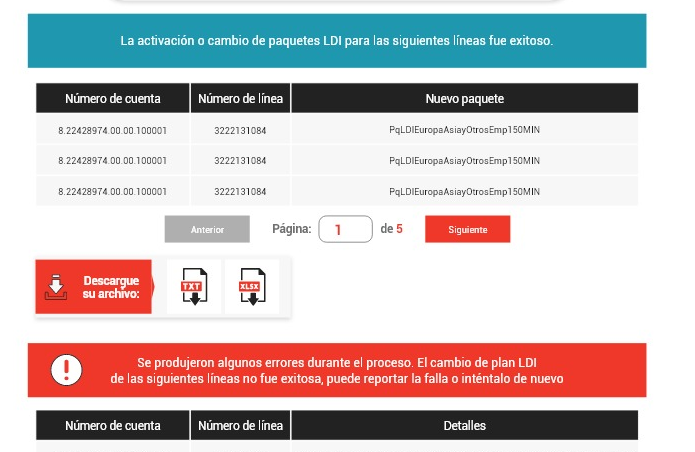 La activación o cambio de paquetes LDI para las siguientes líneas fue exitoso.
Número de cuenta Número de línea Nuevo paquete
8.22428974.00.00.100001 3222131084 PqLDIEuropaAsiayOtrosEmp150MIN
8.22428974.00.00.100001 3222131084 PqLDIEuropaAsiayOtrosEmp150MIN
8.22428974.00.00.100001 3222131084 PqLDIEuropaAsiayOtrosEmp150MIN
Anterior Página: 1 de 5 Siguiente
Descargue
su archivo:
TXT XLSX
Se produjeron algunos errores durante el proceso. El cambio de plan LDI
de las siguientes líneas no fue exitosa, puede reportar la falla o inténtalo de nuevo
Número de cuenta Número de línea Detalles